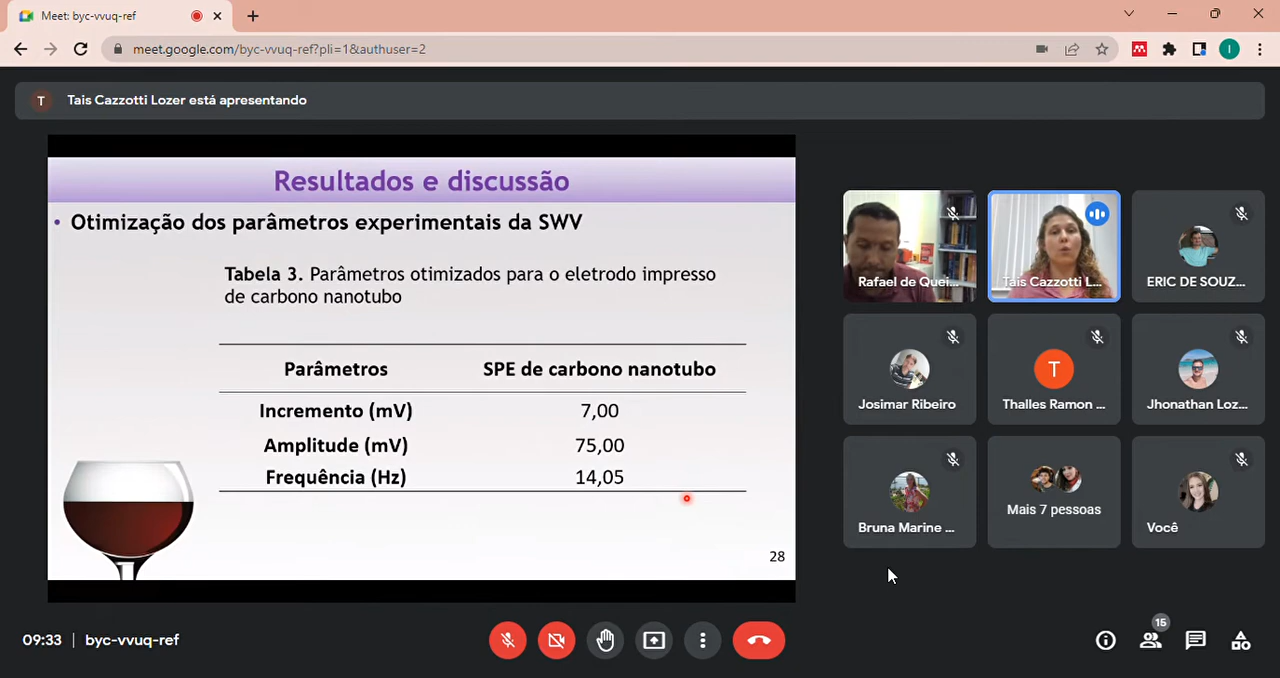 Meet: byc-vvuq-ref
meet.google.com/byc-vvuq-ref?pli=1&authuser=2
I
T
Tais Cazzotti Lozer está apresentando
Resultados e discussão
• Otimização dos parâmetros experimentais da SWV
Tabela 3. Parâmetros otimizados para o eletrodo impresso
de carbono nanotubo
Parâmetros SPE de carbono nanotubo
Incremento (mV) 7,00
Amplitude (mV) 75,00
Frequência (Hz) 14,05
28
Rafael de Quei...
Tais Cazzotti L...
ERIC DE SOUZ...
Josimar Ribeiro
T
Thalles Ramon ...
Jhonathan Loz...
Bruna Marine ...
Mais 7 pessoas
Você
09:33 | byc-vvuq-ref
15